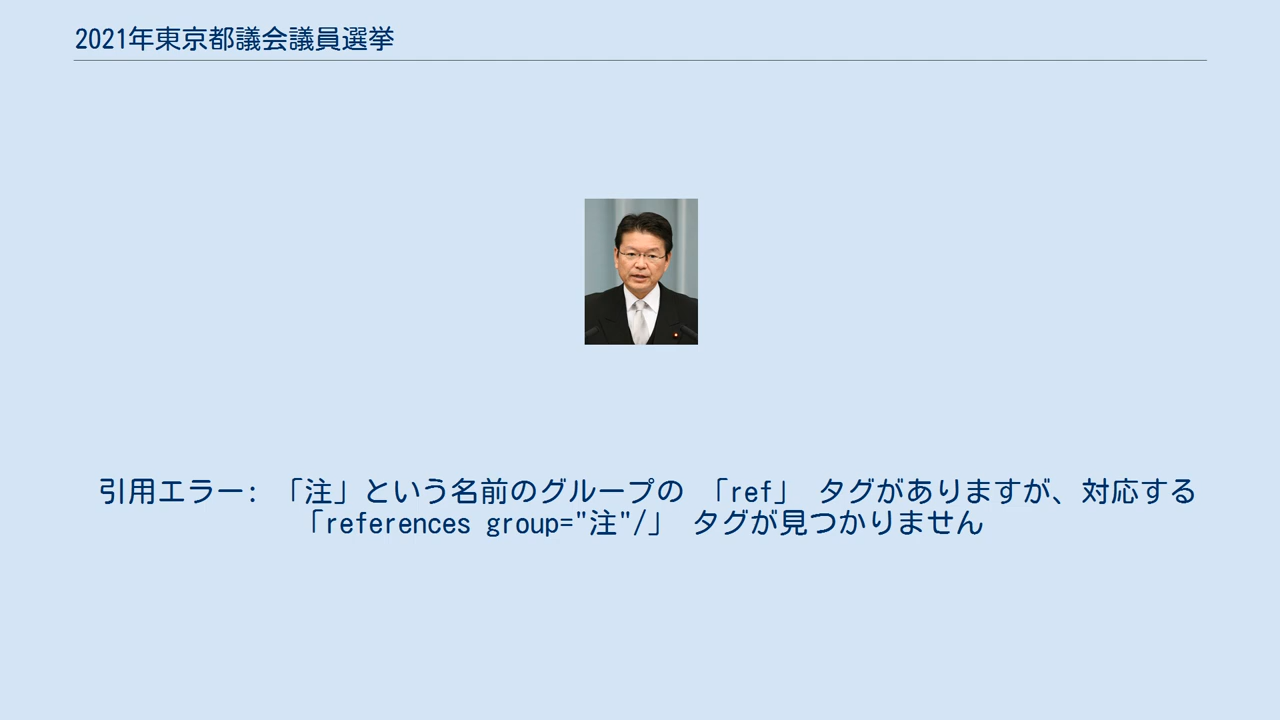 2021年東京都議会議員選挙
引用エラー: 「注」という名前のグループの 「ref」 タグがありますが、対応する
「references group="注"/」 タグが見つかりません